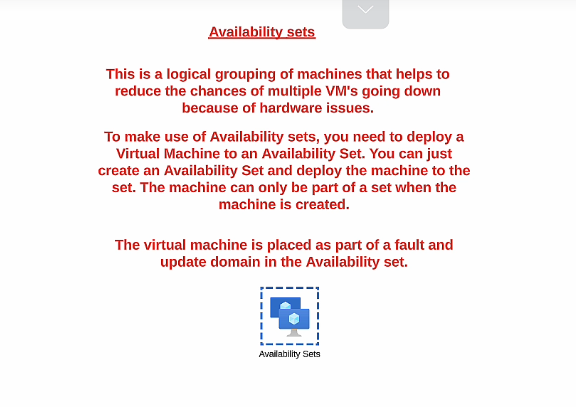 Availability sets
This is a logical grouping of machines that helps to
reduce the chances of multiple VM's going down
because of hardware issues.
To make use of Availability sets, you need to deploy a
Virtual Machine to an Availability Set. You can just
create an Availability Set and deploy the machine to the
set. The machine can only be part of a set when the
machine is created.
The virtual machine is placed as part of a fault and
update domain in the Availability set.
Availability Sets